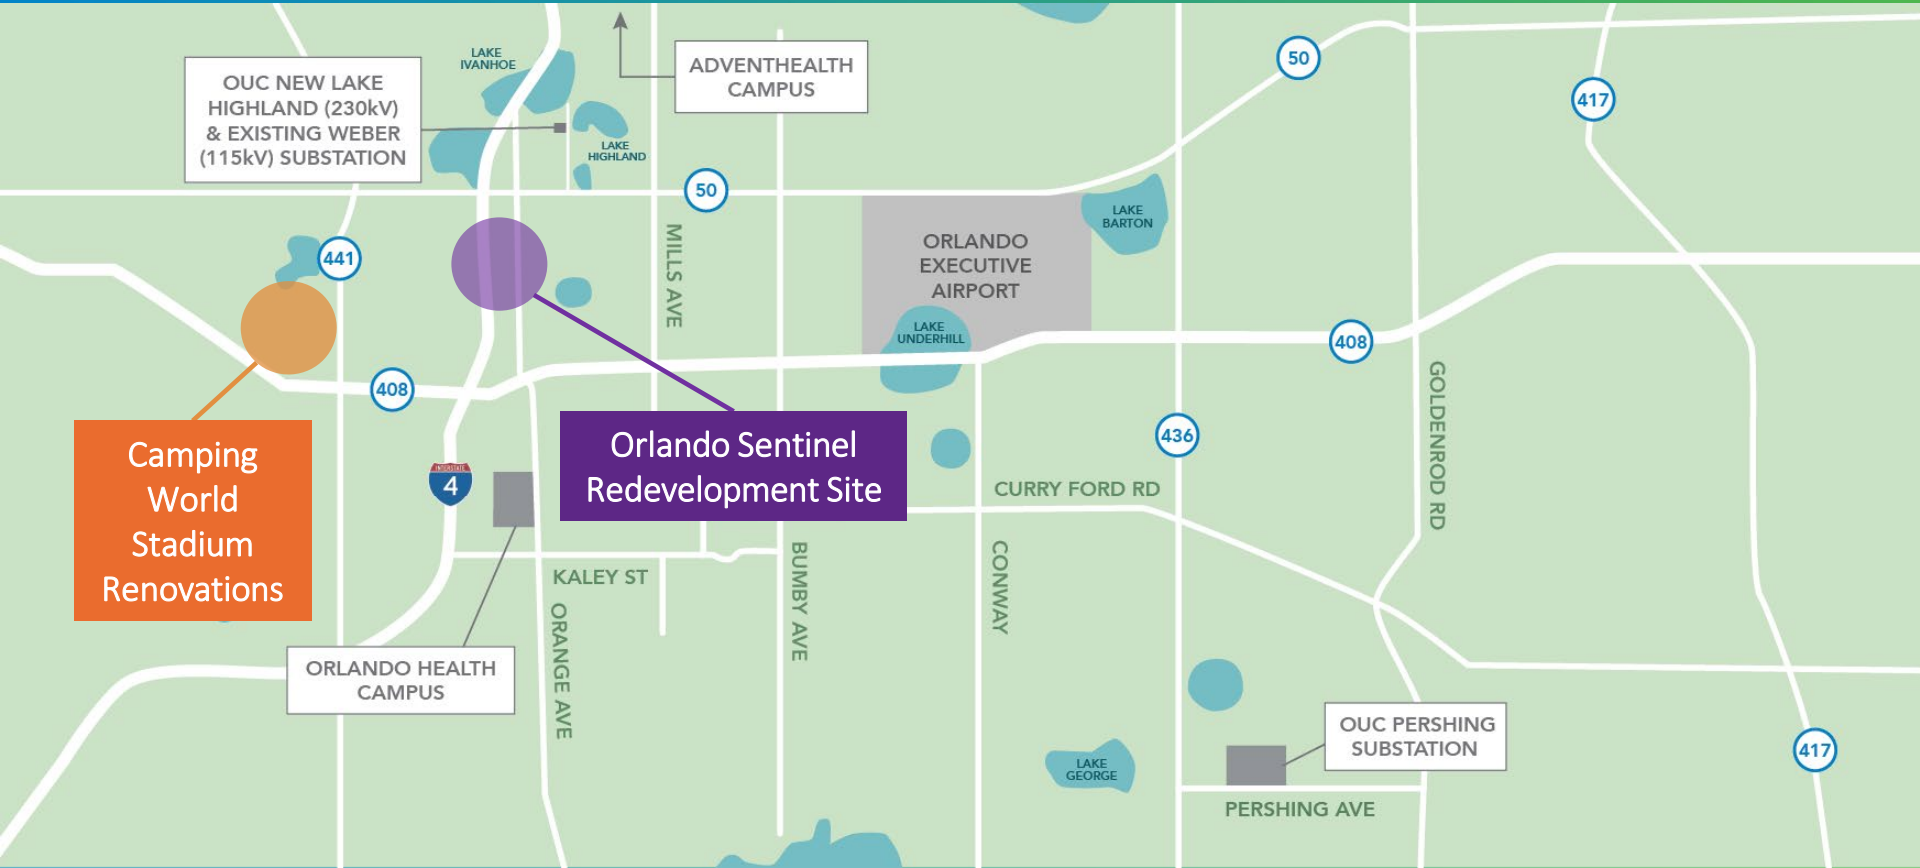 LAKE
IVANHOE
ADVENTHEALTH
CAMPUS
50
417
OUC NEW LAKE
HIGHLAND (230kV)
& EXISTING WEBER
(115kV) SUBSTATION
LAKE
HIGHLAND
50
LAKE
BARTON
441
MILLS AVE
ORLANDO
EXECUTIVE
AIRPORT
LAKE
UNDERHILL
408
408
GOLDENROD RD
Camping
World
Stadium
Renovations
Orlando Sentinel
Redevelopment Site
436
INTERSTATE
4
CURRY FORD RD
KALEY ST
BUMBY AVE
CONWAY
ORANGE AVE
ORLANDO HEALTH
CAMPUS
OUC PERSHING
SUBSTATION
417
LAKE
GEORGE
PERSHING AVE